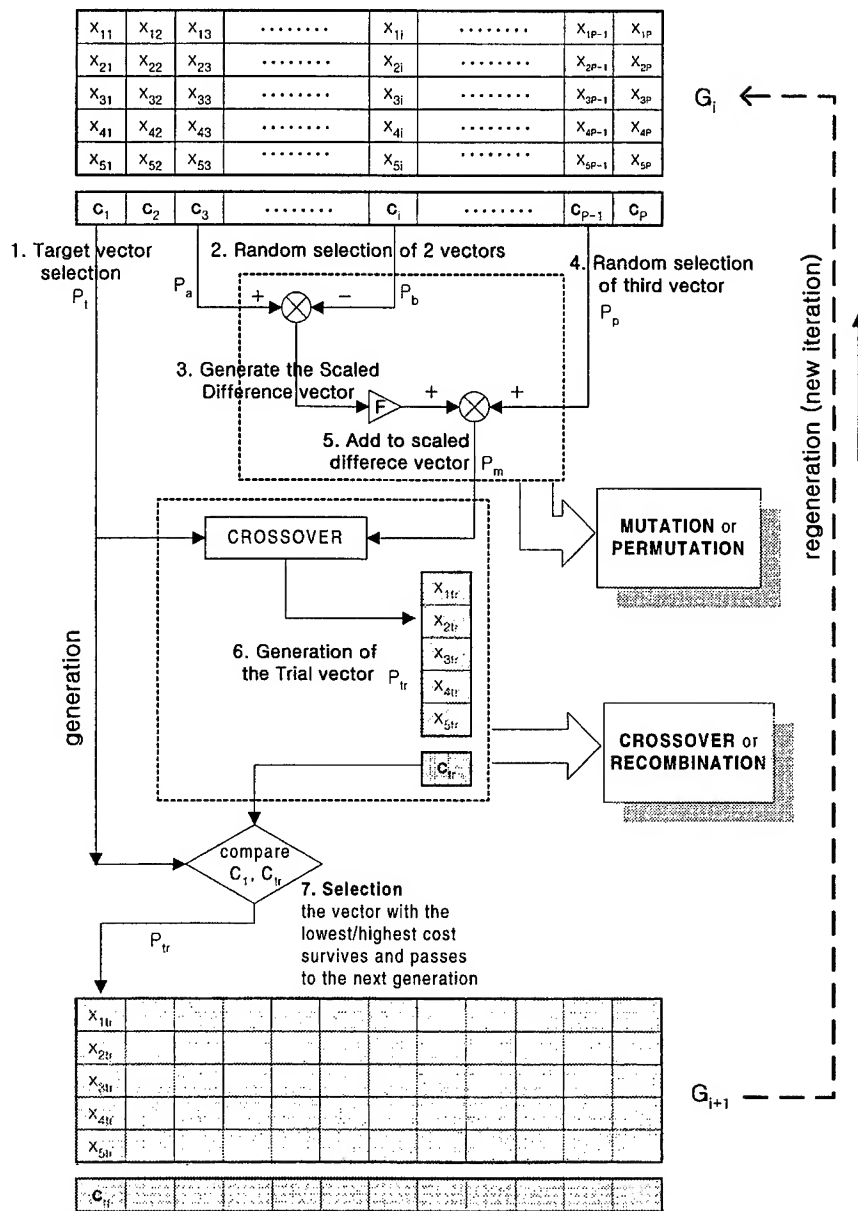 X11 X12 X13 ········ X1i ········ X1P-1 X1P
X21 X22 X23 ········ X2i ········ X2P-1 X2P
X31 X32 X33 ········ X3i ········ X3P-1 X3P
X41 X42 X43 ········ X4i ········ X4P-1 X4P
X51 X52 X53 ········ X5i ········ X5P-1 X5P
Gi
C1 C2 C3 ········ Ci ········ CP-1 CP
1. Target vector
selection
Pt
2. Random selection of 2 vectors
Pa + − Pb
4. Random selection
of third vector
Pp
3. Generate the Scaled
Difference vector
F + +
5. Add to scaled
differece vector
Pm
MUTATION or
PERMUTATION
regeneration (new iteration)
CROSSOVER
generation
6. Generation of
the Trial vector
Ptr
X1tr
X2tr
X3tr
X4tr
X5tr
Ctr
CROSSOVER or
RECOMBINATION
compare
C1, Ctr
7. Selection
the vector with the
lowest/highest cost
survives and passes
to the next generation
Ptr
X1tr
X2tr
X3tr
X4tr
X5tr
Gi+1
Ctr